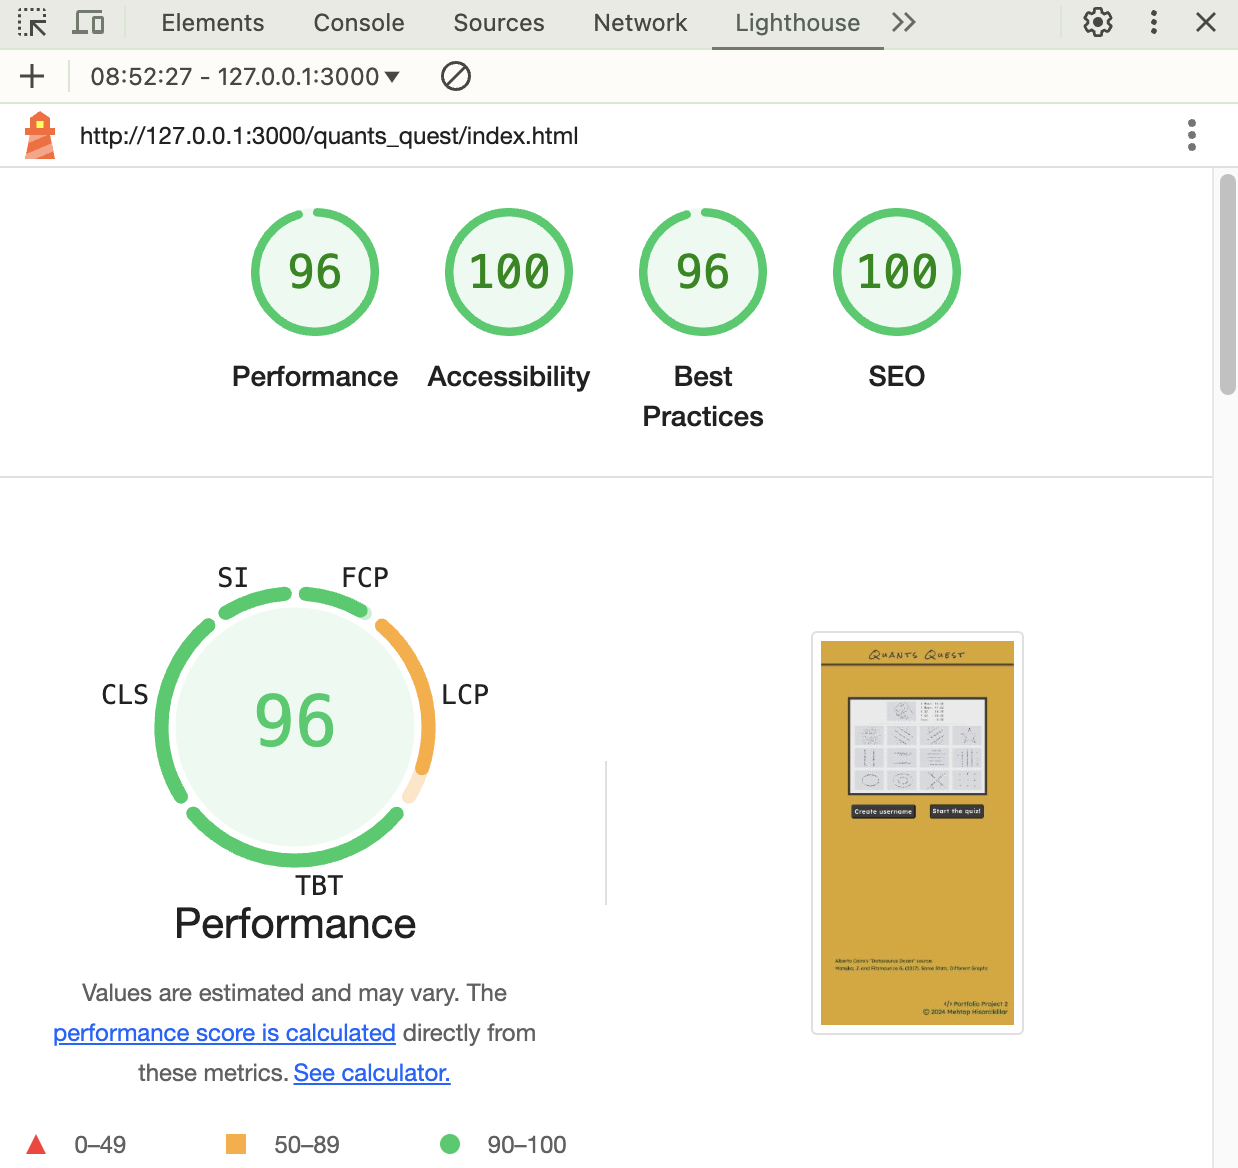 Elements Console Sources Network Lighthouse
08:52:27 - 127.0.0.1:3000
http://127.0.0.1:3000/quants_quest/index.html
96 100 96 100
Performance Accessibility Best Practices SEO
SI FCP
CLS LCP
96
TBT
Performance
Values are estimated and may vary. The
performance score is calculated directly from
these metrics. See calculator.
0–49 50–89 90–100
Quants Quest
Create username Start the quiz!
</> Portfolio Project 2